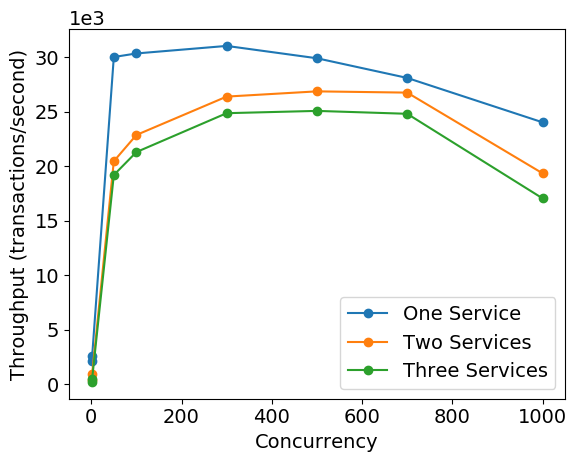 1e3
30
25
20
15
10
5
0
Throughput (transactions/second)
One Service
Two Services
Three Services
0 200 400 600 800 1000
Concurrency